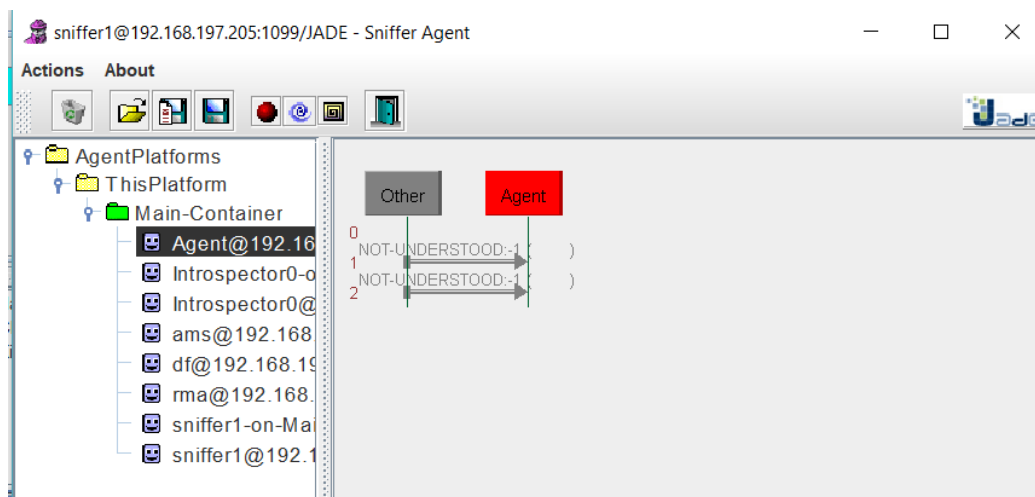 sniffer1@192.168.197.205:1099/JADE - Sniffer Agent
Actions About
Jade
AgentPlatforms
ThisPlatform
Main-Container
Agent@192.16
Introspector0-o
Introspector0@
ams@192.168
df@192.168.19
rma@192.168.
sniffer1-on-Mai
sniffer1@192.1
Other Agent
0
NOT-UNDERSTOOD:-1 ( )
1
NOT-UNDERSTOOD:-1 ( )
2